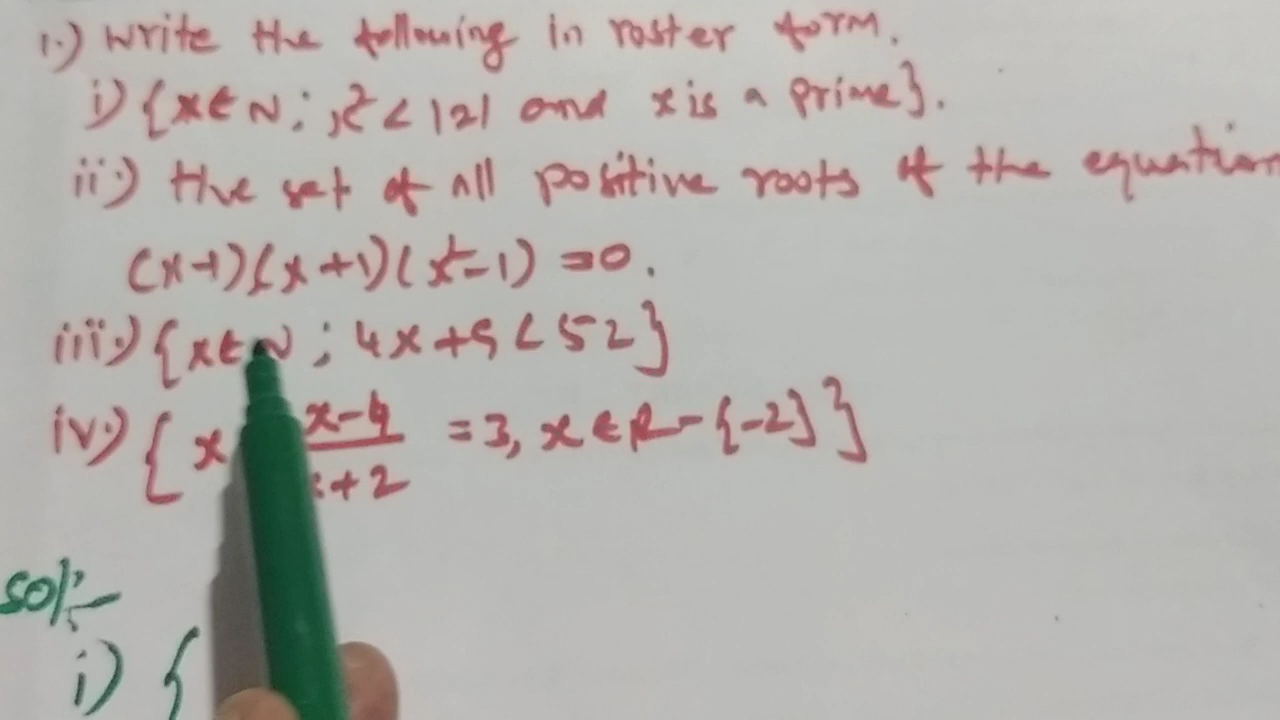 1.) Write the following in roster form.
i) {x∈N; x²<121 and x is a prime}.
ii) the set of all positive roots of the equation
(x-1)(x+1)(x²-1) =0.
iii) {x∈N; 4x+9<52}
iv) {x x-4/x+2 =3, x∈R-{-2}}
Sol:-
i) {